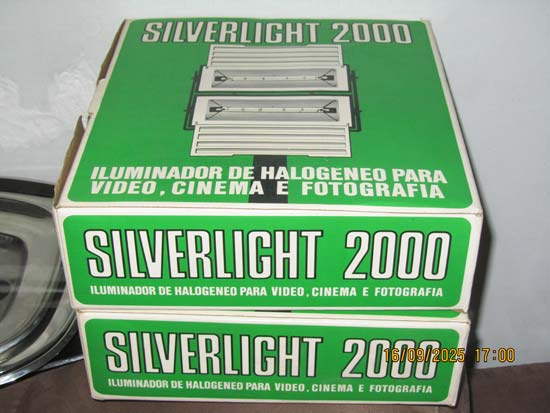 SILVERLIGHT 2000
ILUMINADOR DE HALOGENEO PARA
VIDEO, CINEMA E FOTOGRAFIA
SILVERLIGHT 2000
ILUMINADOR DE HALOGENEO PARA VIDEO, CINEMA E FOTOGRAFIA
SILVERLIGHT 2000
ILUMINADOR DE HALOGENEO PARA VIDEO, CINEMA E FOTOGRAFIA
16/09/2025 17:00